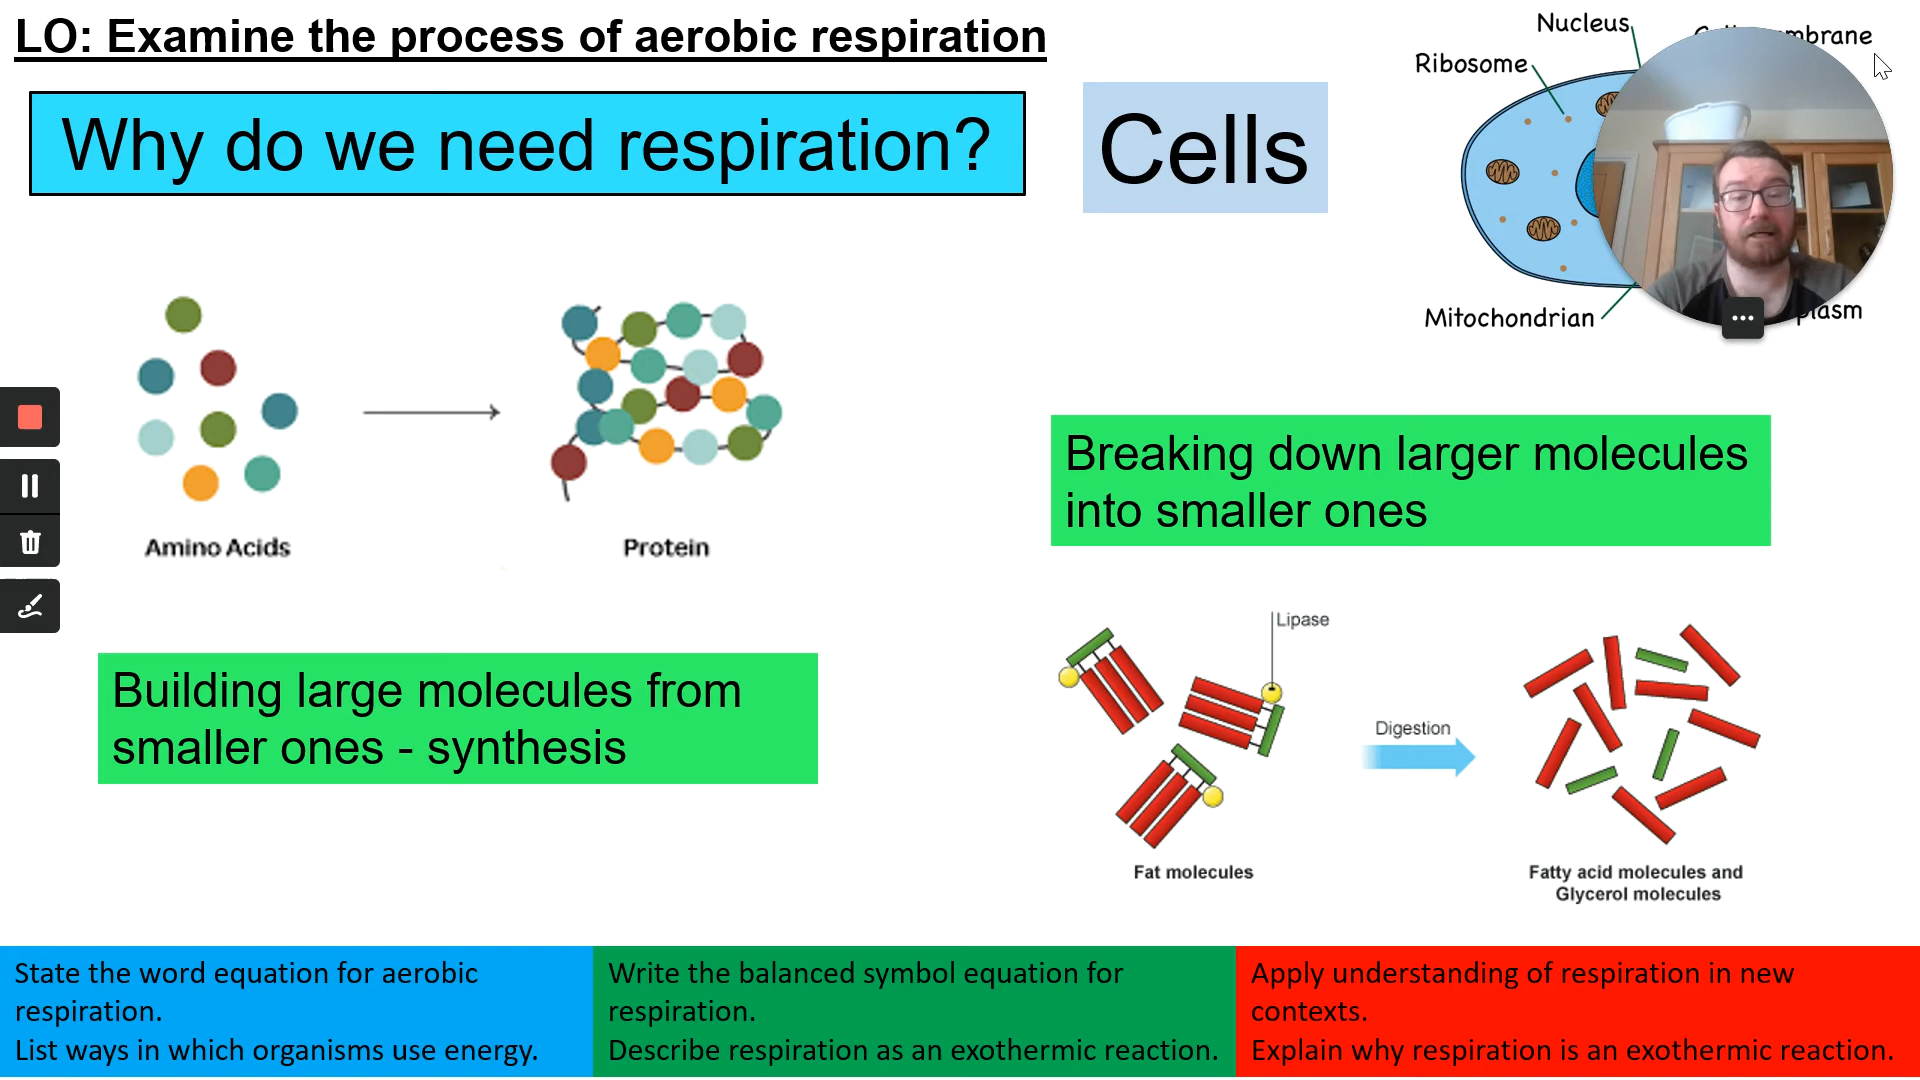 LO: Examine the process of aerobic respiration
Why do we need respiration?
Cells
Nucleus
Ribosome
Mitochondrian
Amino Acids
Protein
Building large molecules from
smaller ones - synthesis
Breaking down larger molecules
into smaller ones
Lipase
Digestion
Fat molecules
Fatty acid molecules and
Glycerol molecules
State the word equation for aerobic
respiration.
List ways in which organisms use energy.
Write the balanced symbol equation for
respiration.
Describe respiration as an exothermic reaction.
Apply understanding of respiration in new
contexts.
Explain why respiration is an exothermic reaction.